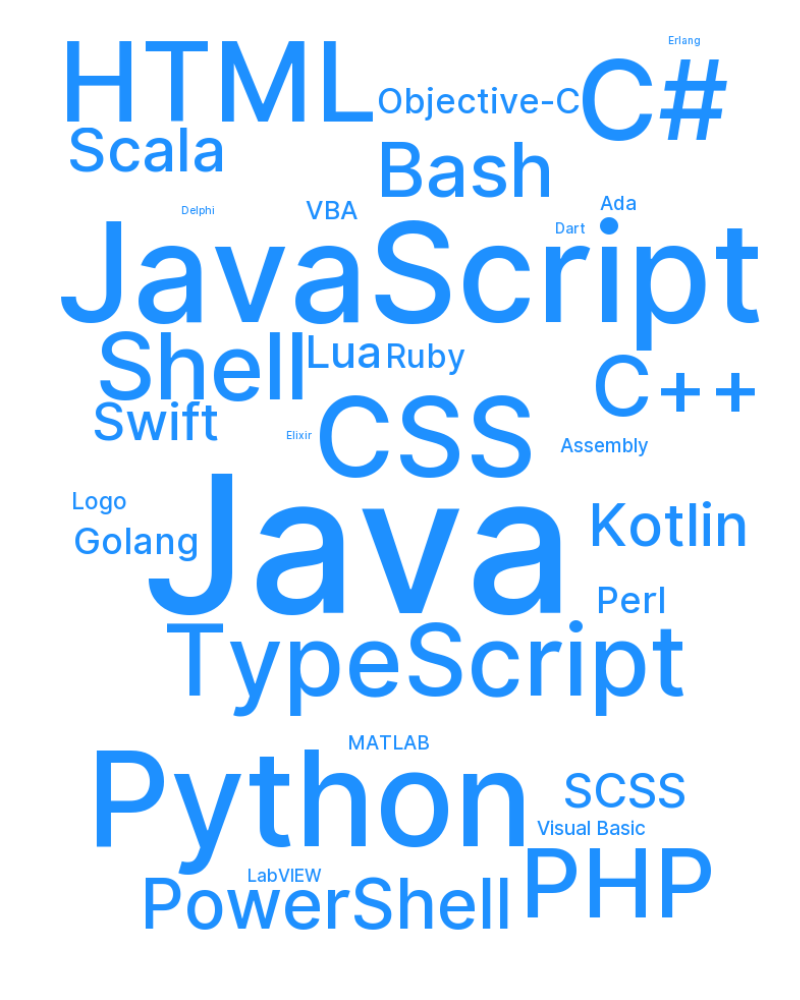 Erlang
HTML
C#
Objective-C
Scala
Bash
Delphi
VBA
Ada
Dart
JavaScript
Shell
Lua
Ruby
C++
Swift
Elixir
CSS
Assembly
Logo
Java
Kotlin
Golang
Perl
TypeScript
MATLAB
Python
SCSS
Visual Basic
LabVIEW
PHP
PowerShell